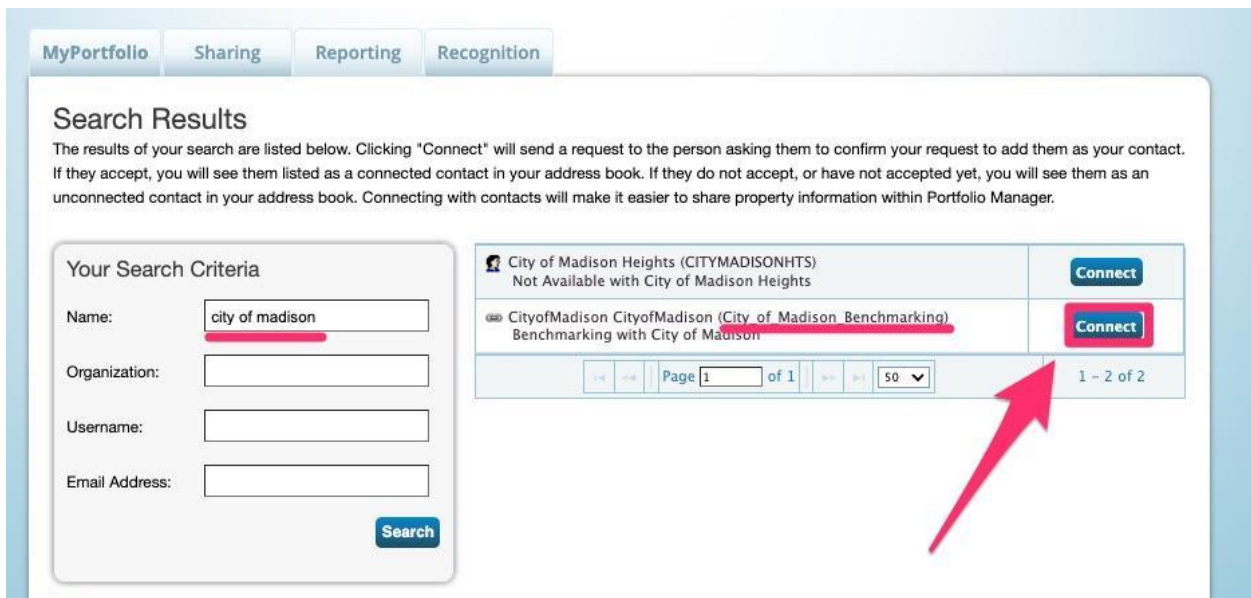 MyPortfolio Sharing Reporting Recognition
Search Results
The results of your search are listed below. Clicking "Connect" will send a request to the person asking them to confirm your request to add them as your contact.
If they accept, you will see them listed as a connected contact in your address book. If they do not accept, or have not accepted yet, you will see them as an
unconnected contact in your address book. Connecting with contacts will make it easier to share property information within Portfolio Manager.
Your Search Criteria
Name: city of madison
Organization:
Username:
Email Address:
Search
City of Madison Heights (CITYMADISONHTS)
Not Available with City of Madison Heights
Connect
CityofMadison CityofMadison (City_of_Madison_Benchmarking)
Benchmarking with City of Madison
Connect
Page 1 of 1 50 1 - 2 of 2